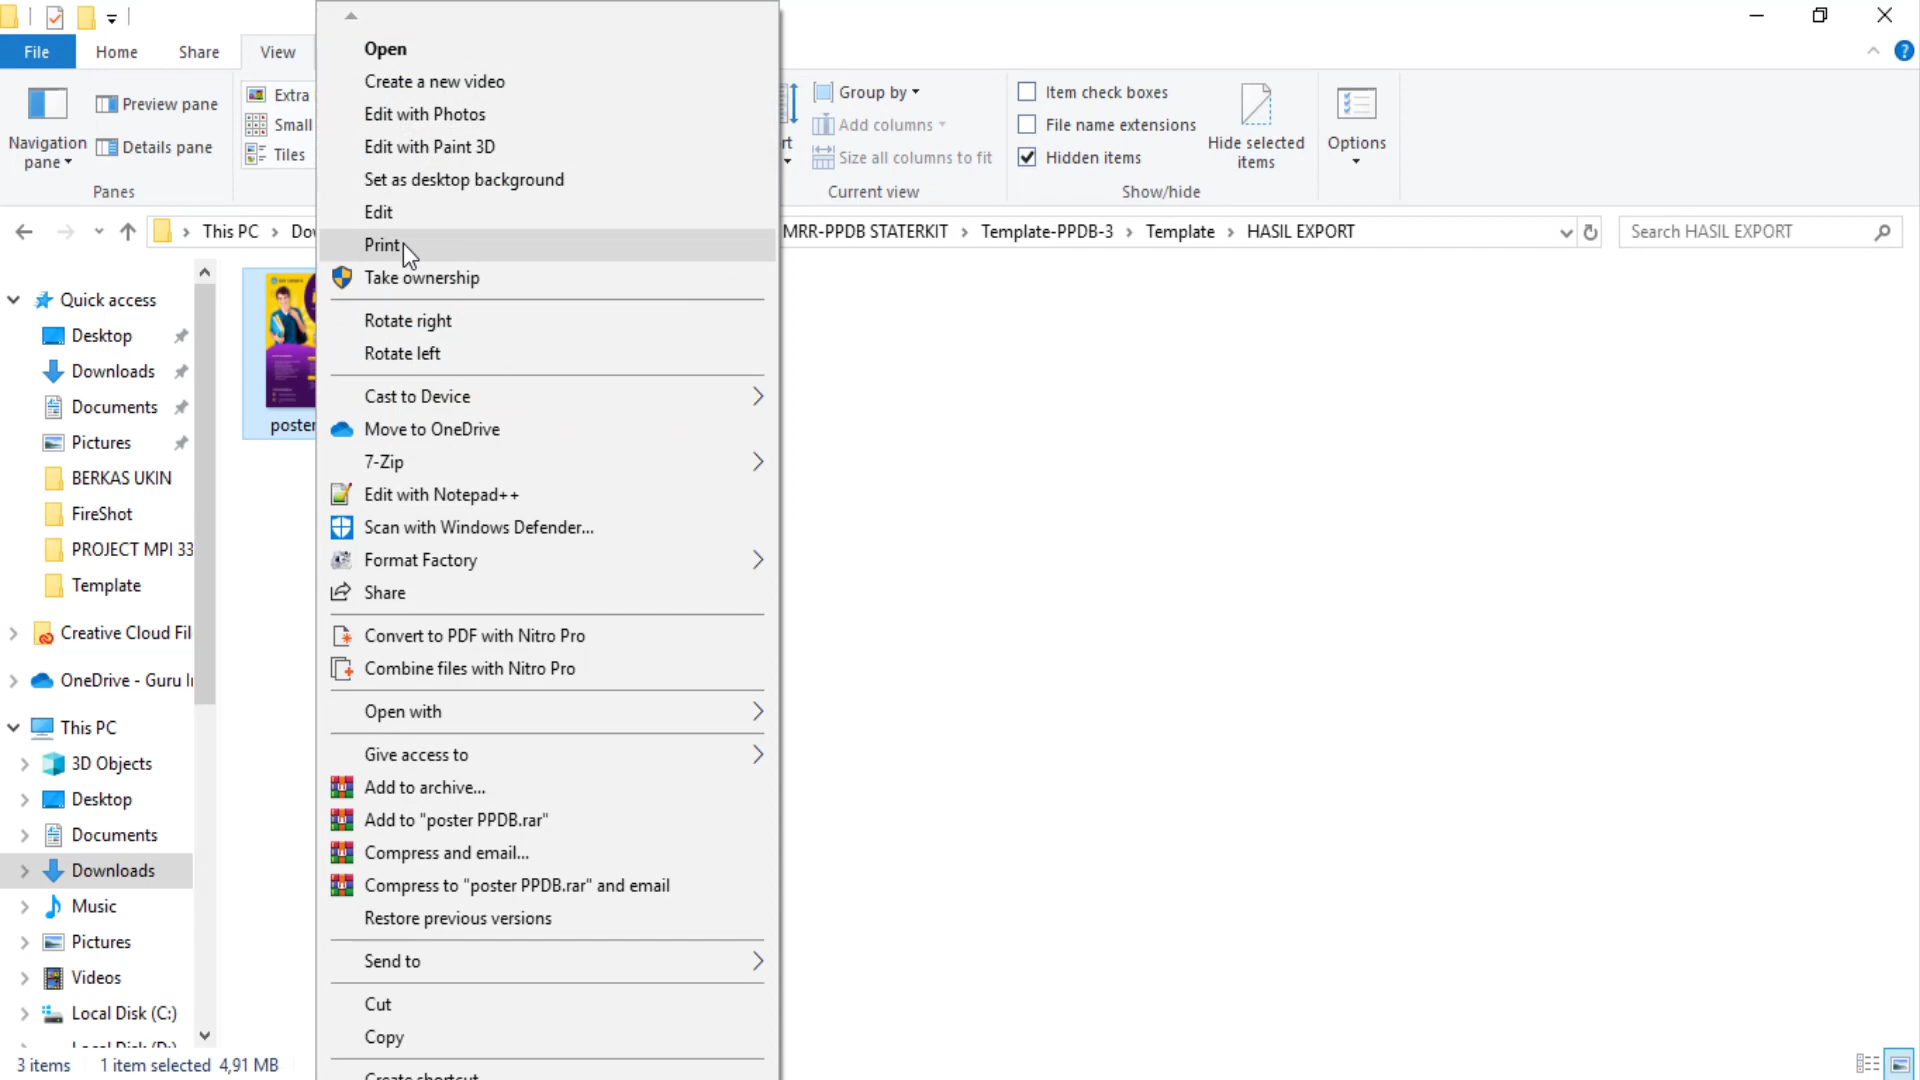 File
Home
Share
View
Navigation
pane
Preview pane
Details pane
Panes
Extra
Small
Tiles
Group by
Add columns
Size all columns to fit
Current view
Item check boxes
File name extensions
Hidden items
Hide selected
items
Show/hide
Options
This PC
MRR-PPDB STATERKIT
Template-PPDB-3
Template
HASIL EXPORT
Search HASIL EXPORT
Quick access
Desktop
Downloads
Documents
Pictures
BERKAS UKIN
FireShot
PROJECT MPI 33
Template
Creative Cloud Fil
OneDrive - Guru
This PC
3D Objects
Desktop
Documents
Downloads
Music
Pictures
Videos
Local Disk (C:)
3 items
1 item selected 4,91 MB
poster
Open
Create a new video
Edit with Photos
Edit with Paint 3D
Set as desktop background
Edit
Print
Take ownership
Rotate right
Rotate left
Cast to Device
Move to OneDrive
7-Zip
Edit with Notepad++
Scan with Windows Defender...
Format Factory
Share
Convert to PDF with Nitro Pro
Combine files with Nitro Pro
Open with
Give access to
Add to archive...
Add to "poster PPDB.rar"
Compress and email...
Compress to "poster PPDB.rar" and email
Restore previous versions
Send to
Cut
Copy
Create shortcut